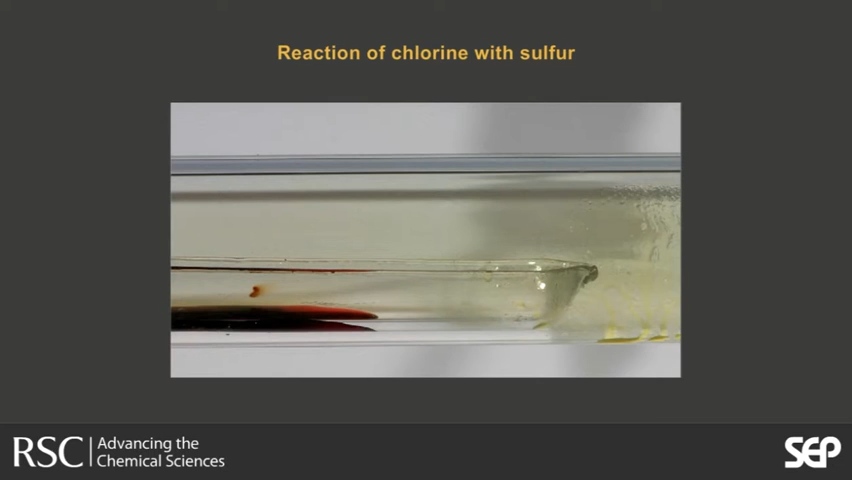 Reaction of chlorine with sulfur
RSC
Advancing the
Chemical Sciences
SEP